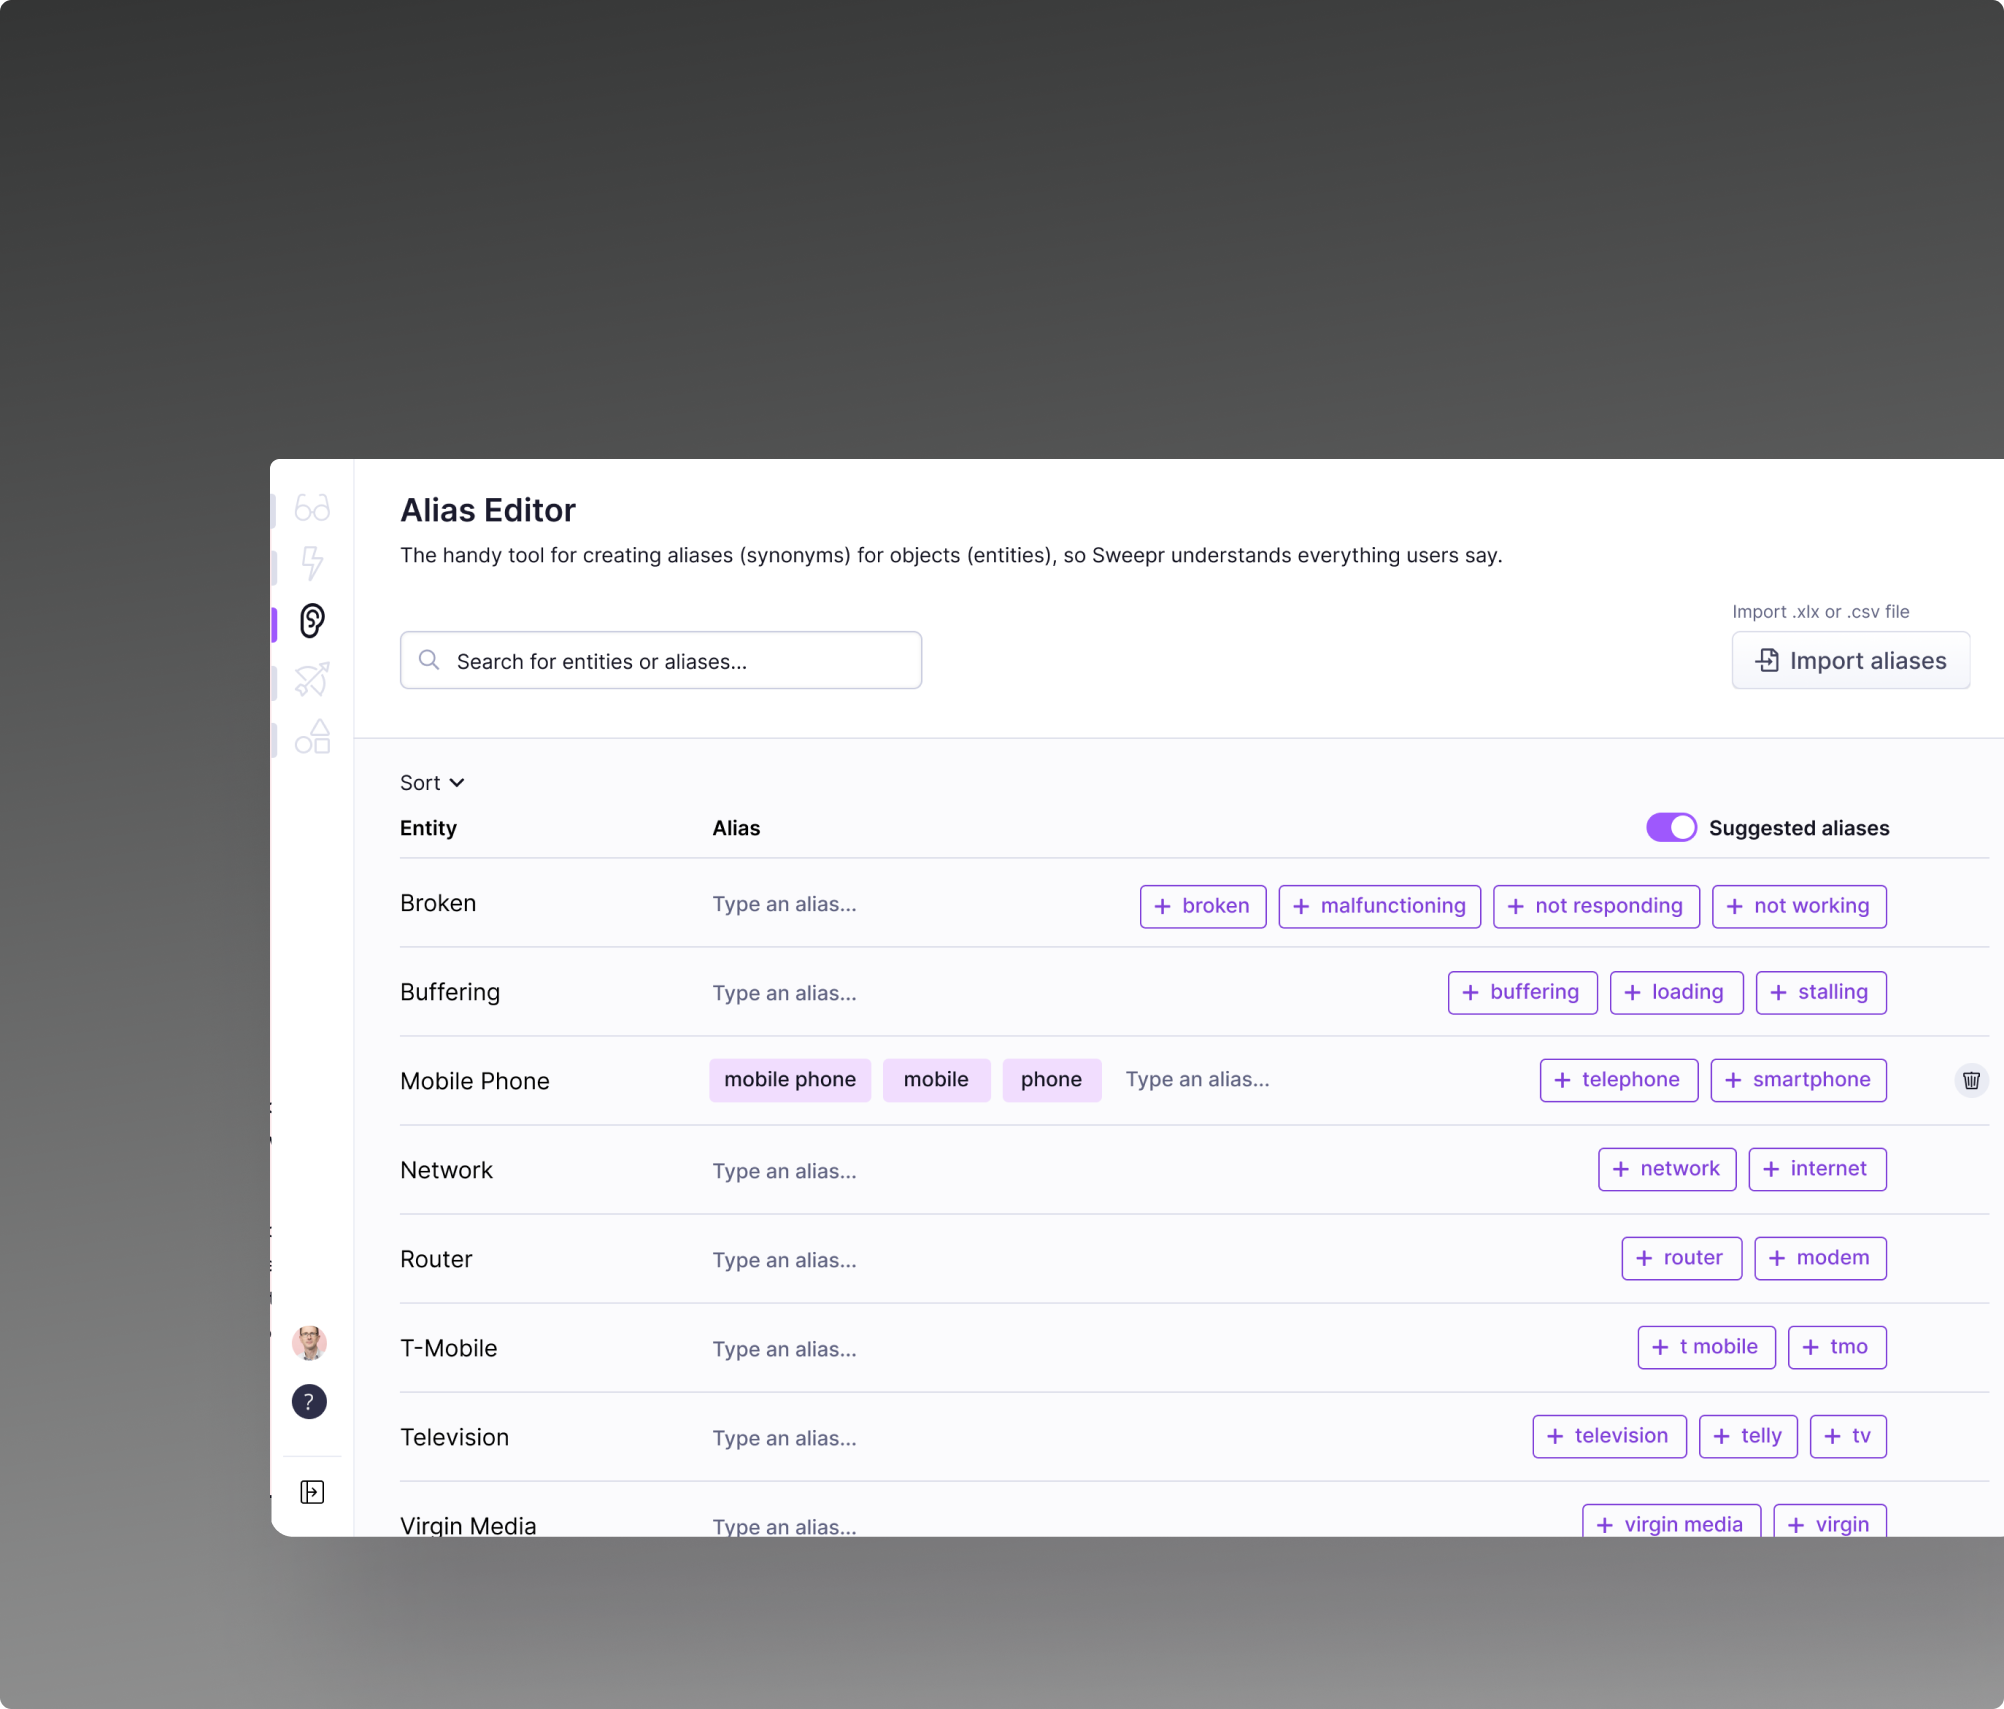 Alias Editor
The handy tool for creating aliases (synonyms) for objects (entities), so Sweepr understands everything users say.
Import .xlx or .csv file
Search for entities or aliases...
Import aliases
Sort
Entity Alias Suggested aliases
Broken Type an alias... + broken + malfunctioning + not responding + not working
Buffering Type an alias... + buffering + loading + stalling
Mobile Phone mobile phone mobile phone Type an alias... + telephone + smartphone
Network Type an alias... + network + internet
Router Type an alias... + router + modem
T-Mobile Type an alias... + t mobile + tmo
?
Television Type an alias... + television + telly + tv
Virgin Media Type an alias... + virgin media + virgin